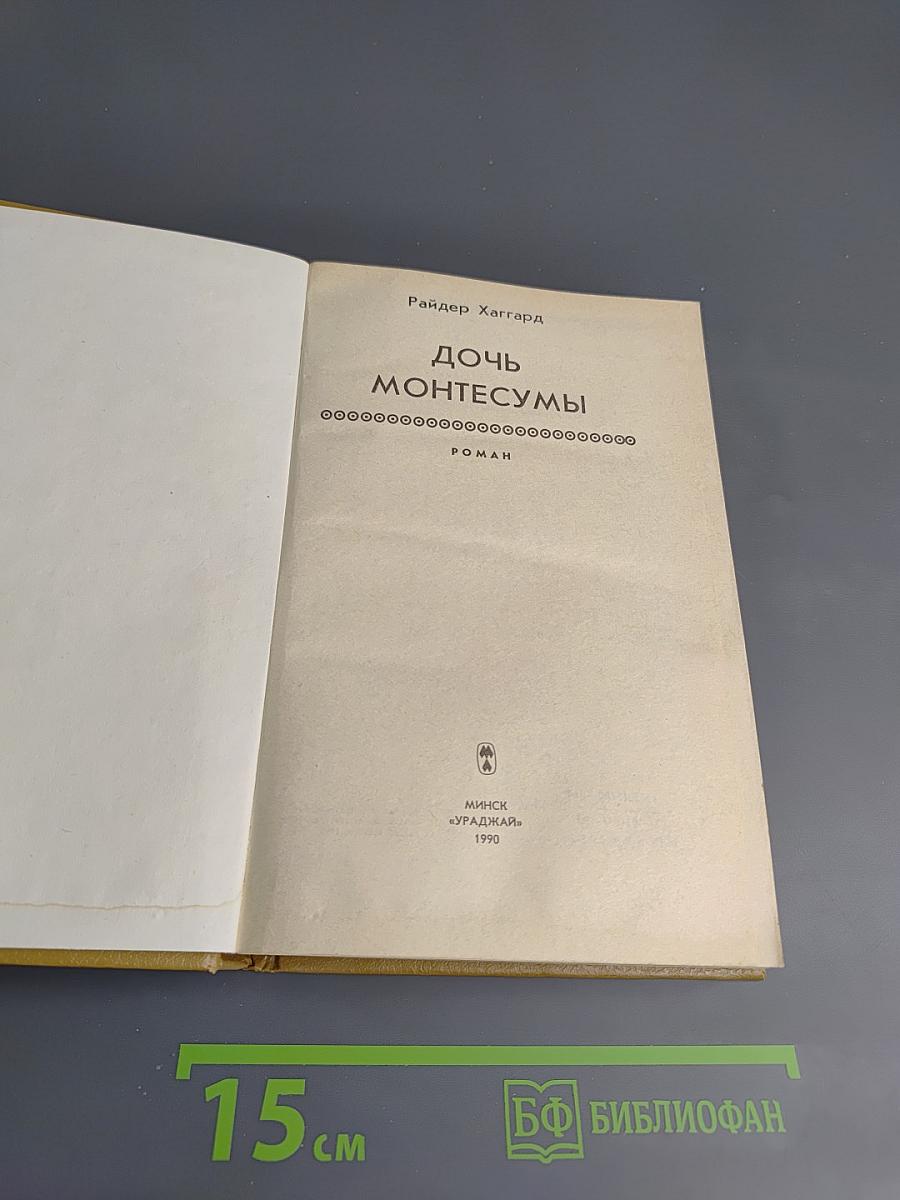 Райдер Хаггард
ДОЧЬ
МОНТЕСУМЫ
РОМАН
МИНСК
«УРАДЖАЙ»
1990
15 см
БФ БИБЛИОФАН